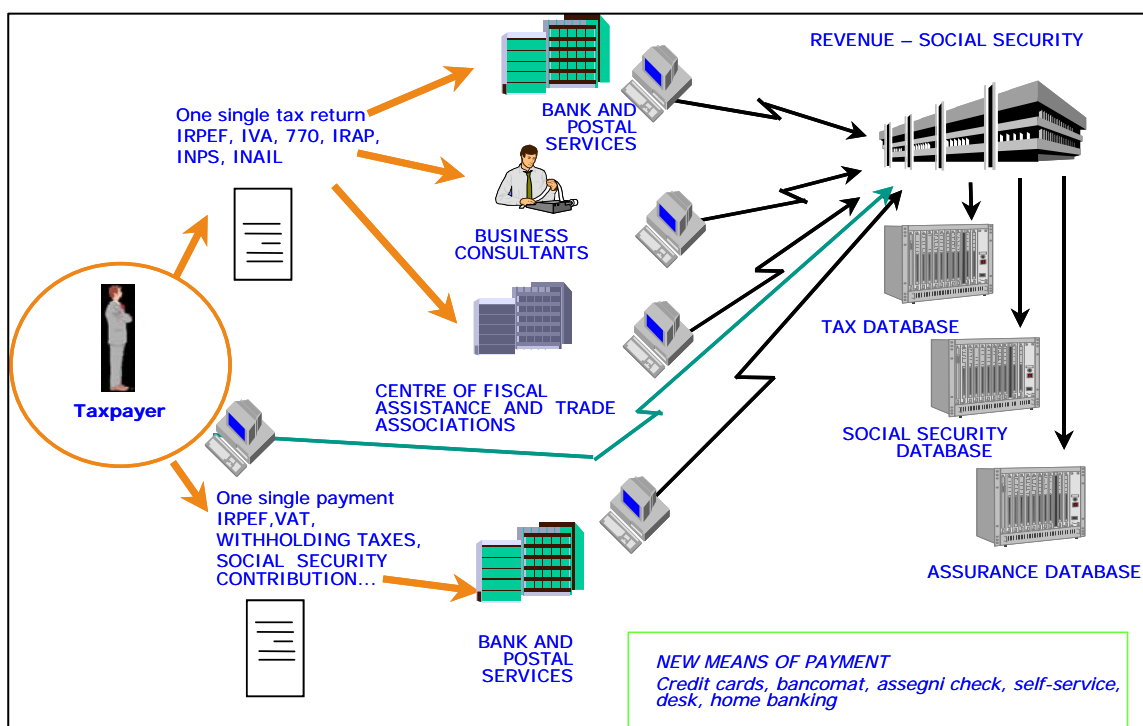 REVENUE – SOCIAL SECURITY
One single tax return
IRPEF, IVA, 770, IRAP,
INPS, INAIL
BANK AND
POSTAL
SERVICES
BUSINESS
CONSULTANTS
TAX DATABASE
CENTRE OF FISCAL
ASSISTANCE AND TRADE
ASSOCIATIONS
Taxpayer
SOCIAL SECURITY
DATABASE
One single payment
IRPEF,VAT,
WITHHOLDING TAXES,
SOCIAL SECURITY
CONTRIBUTION...
ASSURANCE DATABASE
BANK AND
POSTAL
SERVICES
NEW MEANS OF PAYMENT
Credit cards, bancomat, assegni check, self-service,
desk, home banking